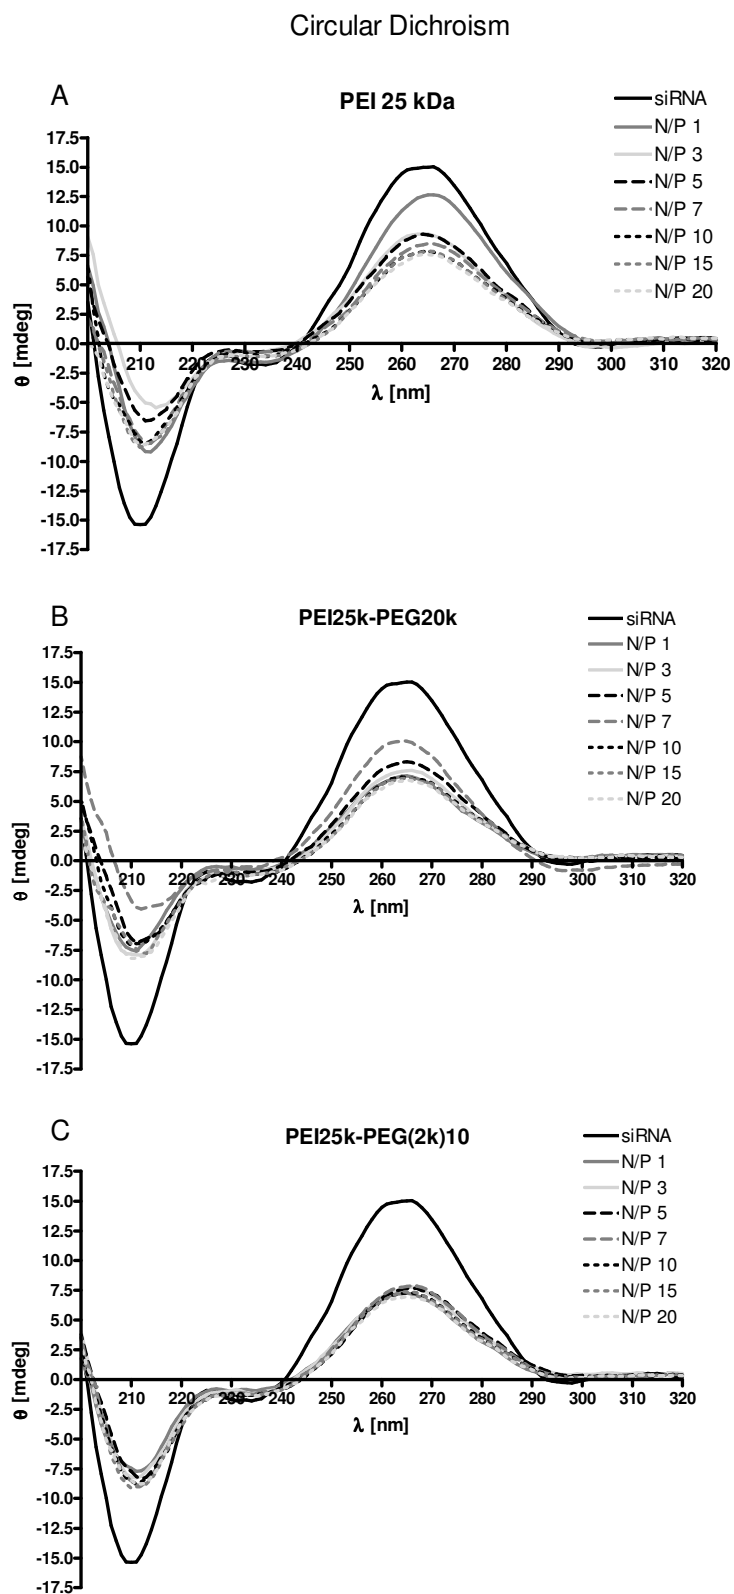 Circular Dichroism
A
PEI 25 kDa
siRNA
N/P 1
N/P 3
N/P 5
N/P 7
N/P 10
N/P 15
N/P 20
17.5
15.0
12.5
10.0
7.5
5.0
2.5
0.0
-2.5
-5.0
-7.5
-10.0
-12.5
-15.0
-17.5
θ [mdeg]
210 220 230 240 250 260 270 280 290 300 310 320
λ [nm]
B
PEI25k-PEG20k
siRNA
N/P 1
N/P 3
N/P 5
N/P 7
N/P 10
N/P 15
N/P 20
17.5
15.0
12.5
10.0
7.5
5.0
2.5
0.0
-2.5
-5.0
-7.5
-10.0
-12.5
-15.0
-17.5
θ [mdeg]
210 220 230 240 250 260 270 280 290 300 310 320
λ [nm]
C
PEI25k-PEG(2k)10
siRNA
N/P 1
N/P 3
N/P 5
N/P 7
N/P 10
N/P 15
N/P 20
17.5
15.0
12.5
10.0
7.5
5.0
2.5
0.0
-2.5
-5.0
-7.5
-10.0
-12.5
-15.0
-17.5
θ [mdeg]
210 220 230 240 250 260 270 280 290 300 310 320
λ [nm]